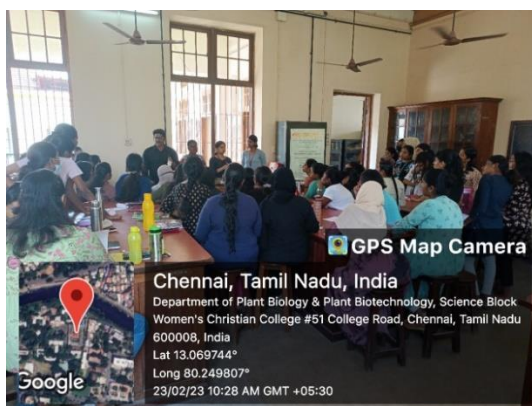 GPS Map Camera
Chennai, Tamil Nadu, India
Department of Plant Biology & Plant Biotechnology, Science Block
Women's Christian College #51 College Road, Chennai, Tamil Nadu
600008, India
Lat 13.069744°
Long 80.249807°
23/02/23 10:28 AM GMT +05:30
Google